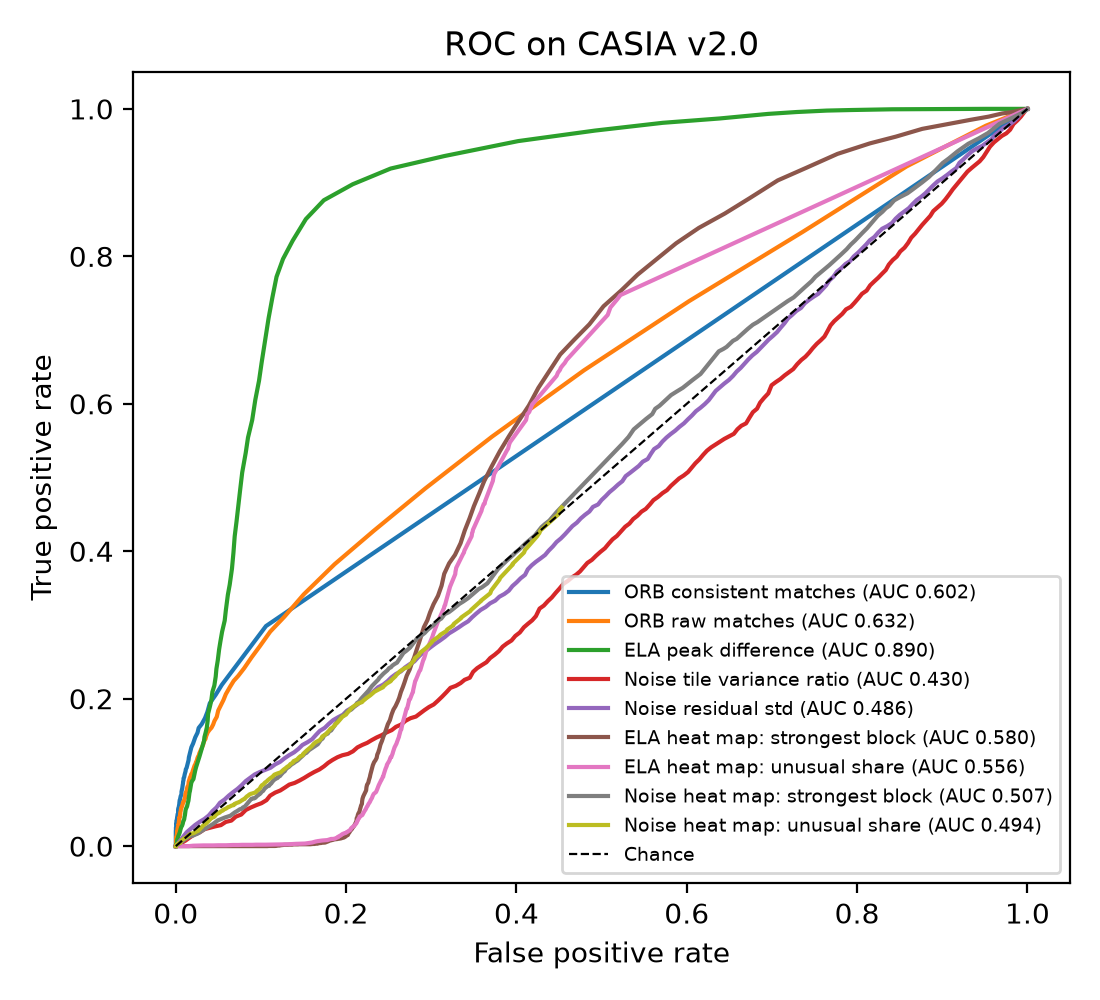 ROC on CASIA v2.0
True positive rate
1.0
0.8
0.6
0.4
0.2
0.0
ORB consistent matches (AUC 0.602)
ORB raw matches (AUC 0.632)
ELA peak difference (AUC 0.890)
Noise tile variance ratio (AUC 0.430)
Noise residual std (AUC 0.486)
ELA heat map: strongest block (AUC 0.580)
ELA heat map: unusual share (AUC 0.556)
Noise heat map: strongest block (AUC 0.507)
Noise heat map: unusual share (AUC 0.494)
Chance
0.0 0.2 0.4 0.6 0.8 1.0
False positive rate